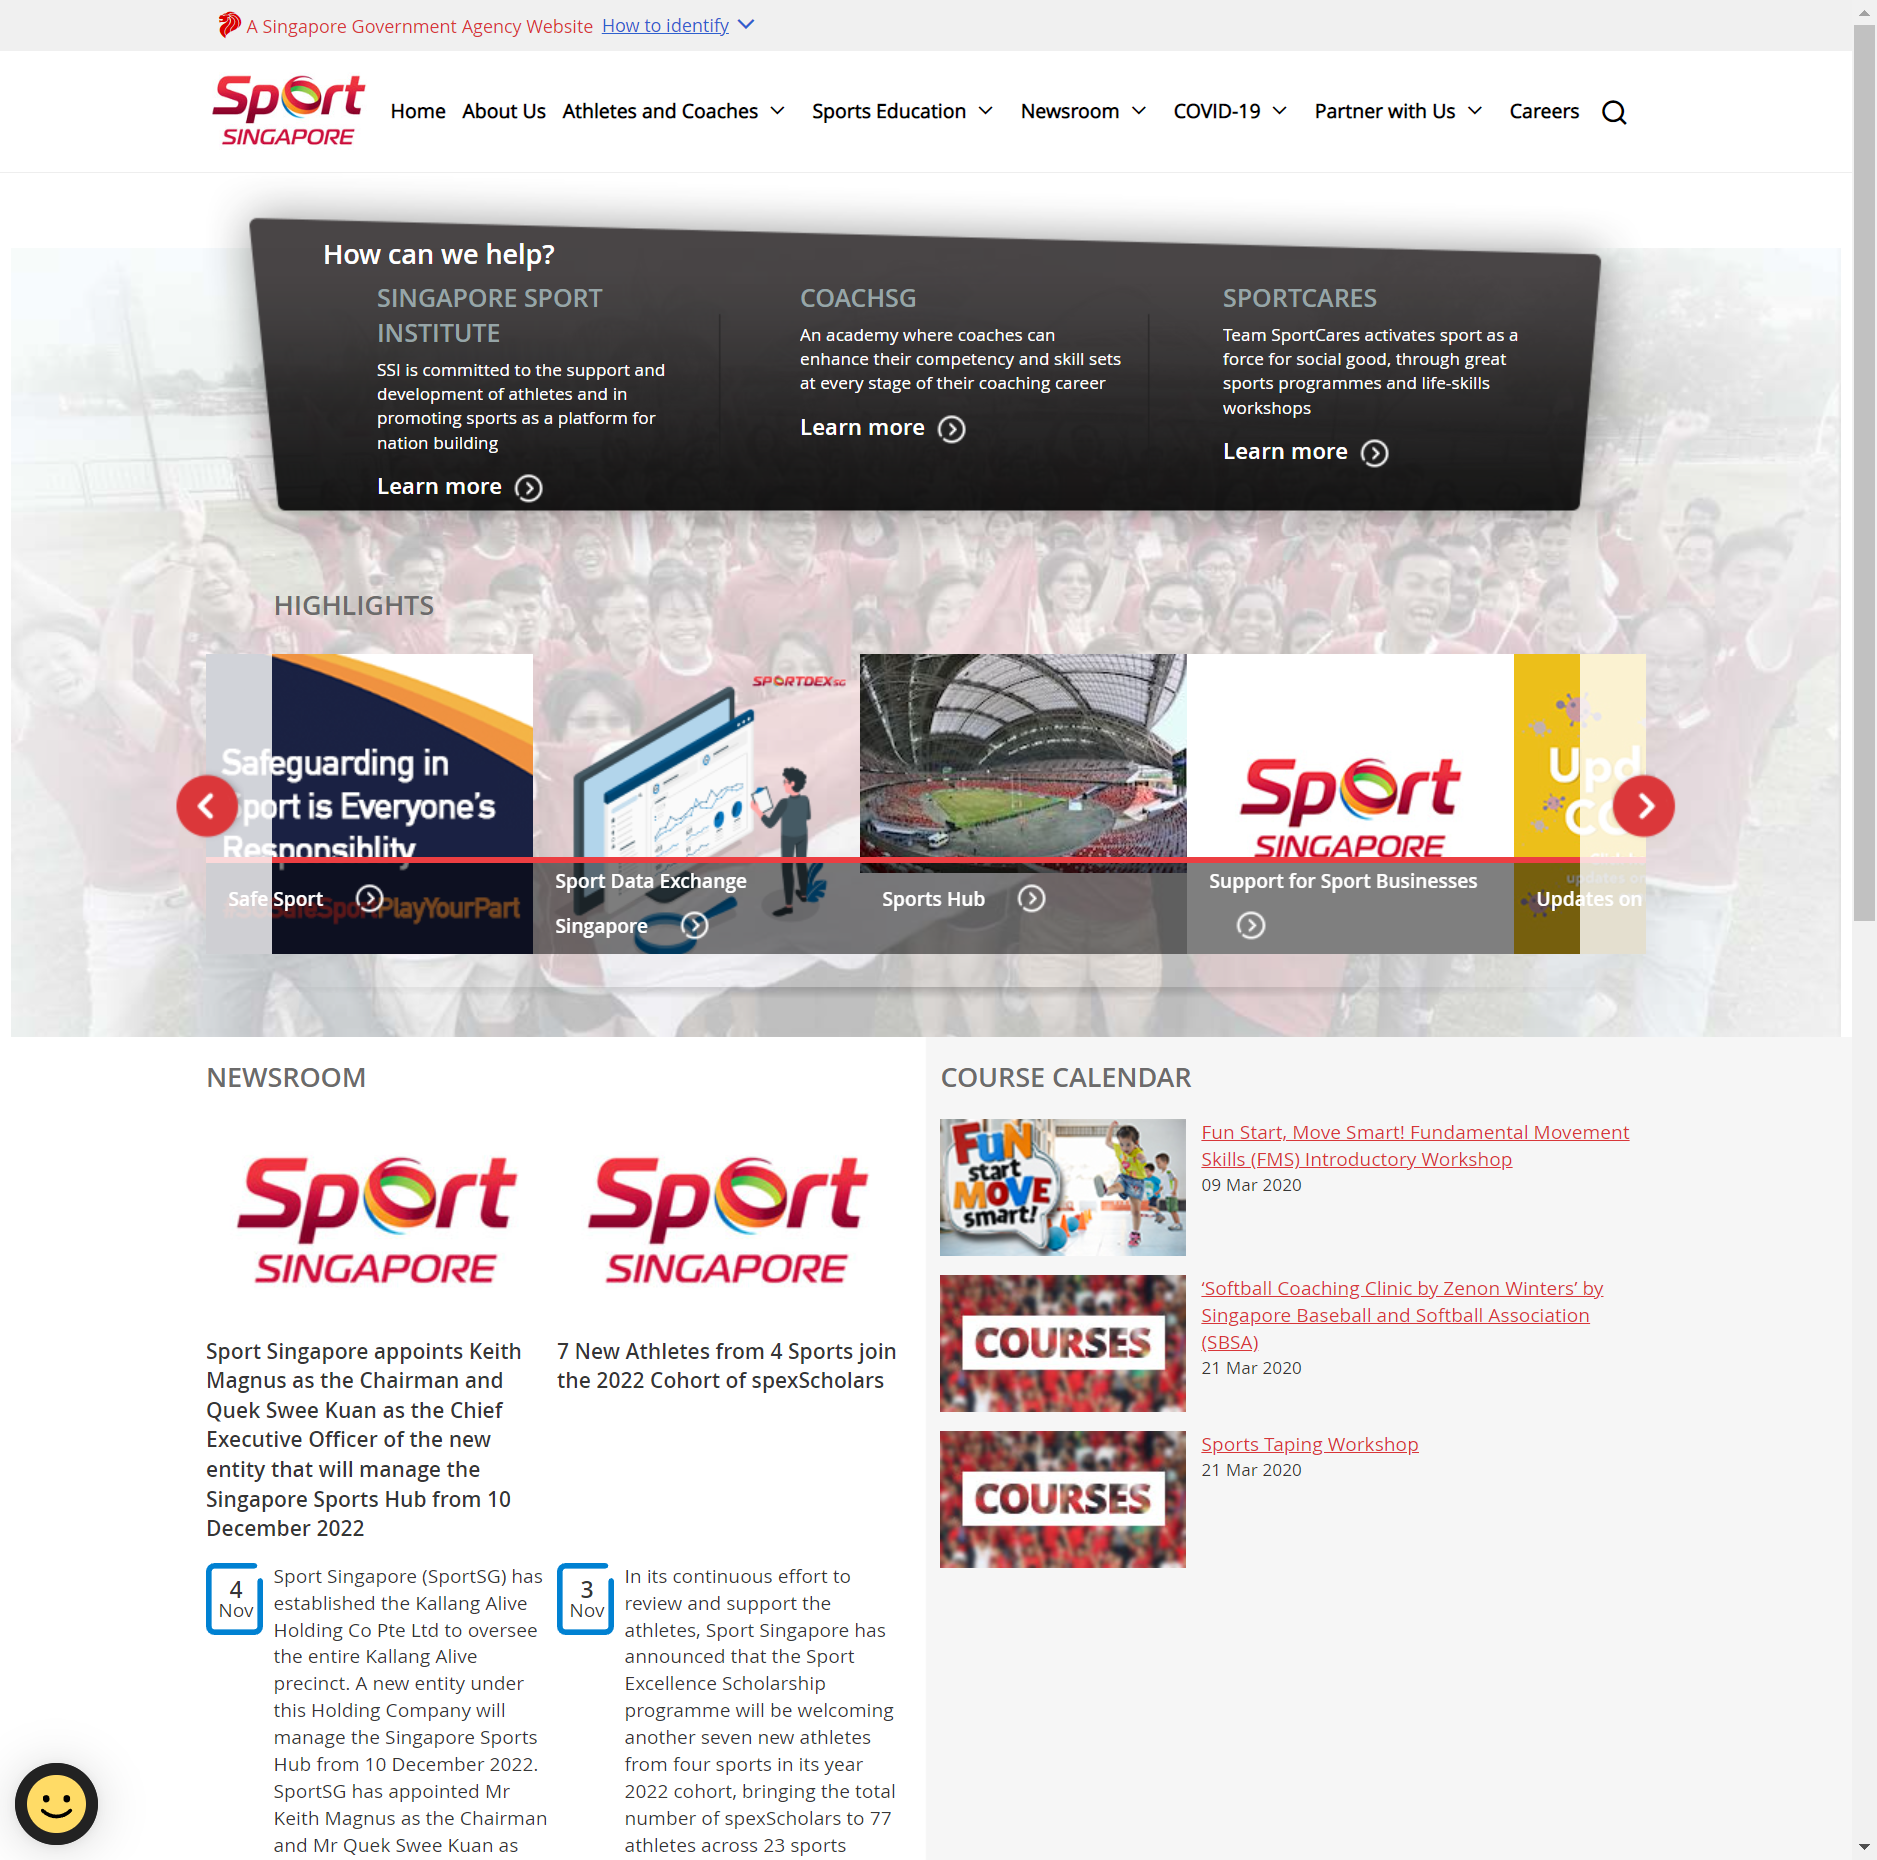 A Singapore Government Agency Website How to identify
Sport
SINGAPORE
Home About Us Athletes and Coaches Sports Education Newsroom COVID-19 Partner with Us Careers
How can we help?
SINGAPORE SPORT
INSTITUTE
SSI is committed to the support and
development of athletes and in
promoting sports as a platform for
nation building
Learn more
COACHSG
An academy where coaches can
enhance their competency and skill sets
at every stage of their coaching career
Learn more
SPORTCARES
Team SportCares activates sport as a
force for social good, through great
sports programmes and life-skills
workshops
Learn more
HIGHLIGHTS
Safeguarding in
Sport is Everyone's
Responsiblity
#SafeSportPlayYourPart
Safe Sport
SPORTDEXSG
Sport Data Exchange
Singapore
Sports Hub
Sport
SINGAPORE
Support for Sport Businesses
Updates on
NEWSROOM
Sport
SINGAPORE
Sport Singapore appoints Keith
Magnus as the Chairman and
Quek Swee Kuan as the Chief
Executive Officer of the new
entity that will manage the
Singapore Sports Hub from 10
December 2022
4
Nov
Sport Singapore (SportSG) has
established the Kallang Alive
Holding Co Pte Ltd to oversee
the entire Kallang Alive
precinct. A new entity under
this Holding Company will
manage the Singapore Sports
Hub from 10 December 2022.
SportSG has appointed Mr
Keith Magnus as the Chairman
and Mr Quek Swee Kuan as
Sport
SINGAPORE
7 New Athletes from 4 Sports join
the 2022 Cohort of spexScholars
3
Nov
In its continuous effort to
review and support the
athletes, Sport Singapore has
announced that the Sport
Excellence Scholarship
programme will be welcoming
another seven new athletes
from four sports in its year
2022 cohort, bringing the total
number of spexScholars to 77
athletes across 23 sports
COURSE CALENDAR
FUN
start
MOVE
smart!
Fun Start, Move Smart! Fundamental Movement
Skills (FMS) Introductory Workshop
09 Mar 2020
COURSES
‘Softball Coaching Clinic by Zenon Winters’ by
Singapore Baseball and Softball Association
(SBSA)
21 Mar 2020
COURSES
Sports Taping Workshop
21 Mar 2020